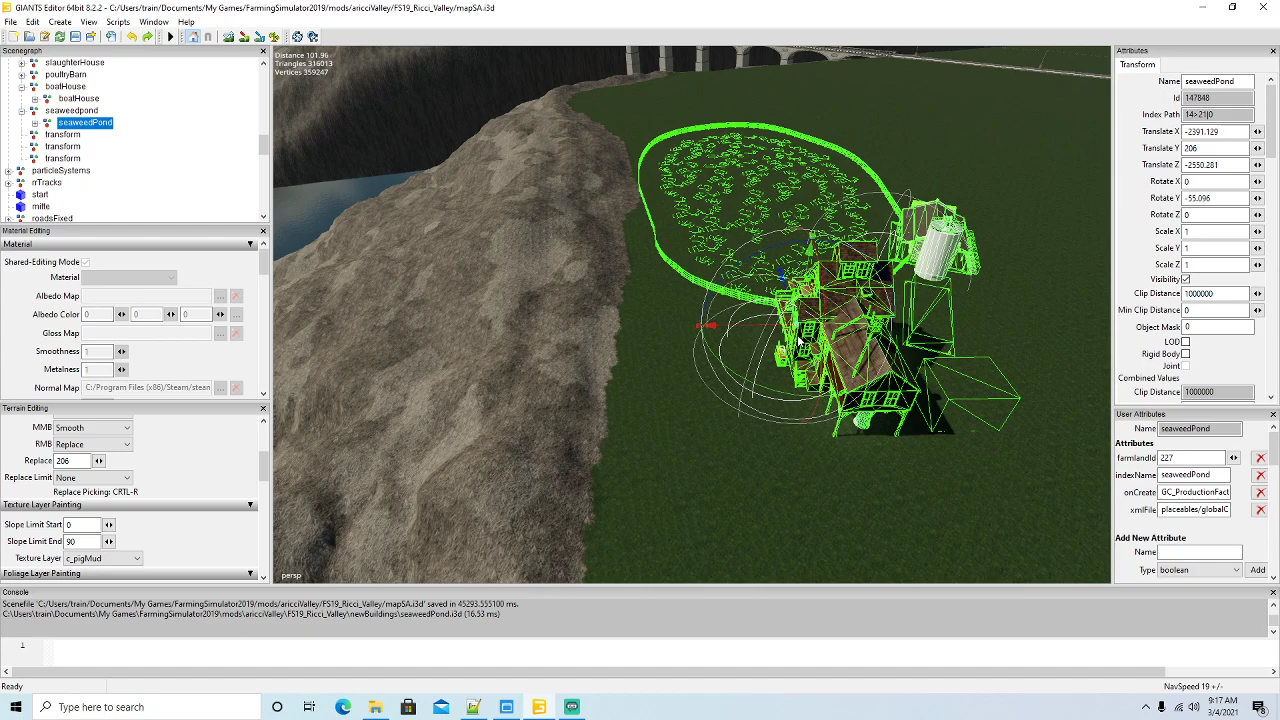 GIANTS Editor 64bit 8.2.2 - C:/Users/train/Documents/My Games/FarmingSimulator2019/mods/aricciValley/FS19_Ricci_Valley/mapSA.i3d
File Edit Create View Scripts Window Help
Scenegraph
slaughterHouse
poultryBarn
boatHouse
boatHouse
seaweedpond
seaweedPond
transform
transform
transform
particleSystems
rrTracks
start
milfe
roadsFixed
Material Editing
Material
Shared-Editing Mode
Material
Albedo Map ...
Albedo Color 0 0 0 ...
Gloss Map ...
Smoothness 1
Metalness 1
Normal Map C:/Program Files (x86)/Steam/stean ...
Terrain Editing
MMB Smooth
RMB Replace
Replace 206
Replace Limit None
Replace Picking: CRTL-R
Texture Layer Painting
Slope Limit Start 0
Slope Limit End 90
Texture Layer c_pigMud
Foliage Layer Painting
Distance 101.96
Triangles 316013
Vertices 359247
persp
Attributes
Transform
Name seaweedPond
Id 147848
Index Path 14>21|0
Translate X -2391.129
Translate Y 206
Translate Z -2550.281
Rotate X 0
Rotate Y -55.096
Rotate Z 0
Scale X 1
Scale Y 1
Scale Z 1
Visibility
Clip Distance 1000000
Min Clip Distance 0
Object Mask 0
LOD
Rigid Body
Joint
Combined Values
Clip Distance 1000000
User Attributes
Name seaweedPond
Attributes
farmlandId 227
indexName seaweedPond
onCreate GC_ProductionFact
xmlFile placeables/globalC
Add New Attribute
Name
Type boolean Add
Console
Scenefile 'C:/Users/train/Documents/My Games/FarmingSimulator2019/mods/aricciValley/FS19_Ricci_Valley/mapSA.i3d' saved in 45293.555100 ms.
C:\Users\train\Documents\My Games\FarmingSimulator2019\mods\aricciValley\FS19_Ricci_Valley\newBuildings\seaweedPond.i3d (16.53 ms)
1
Ready
NavSpeed 19 +/-
Type here to search
9:17 AM
3/4/2021